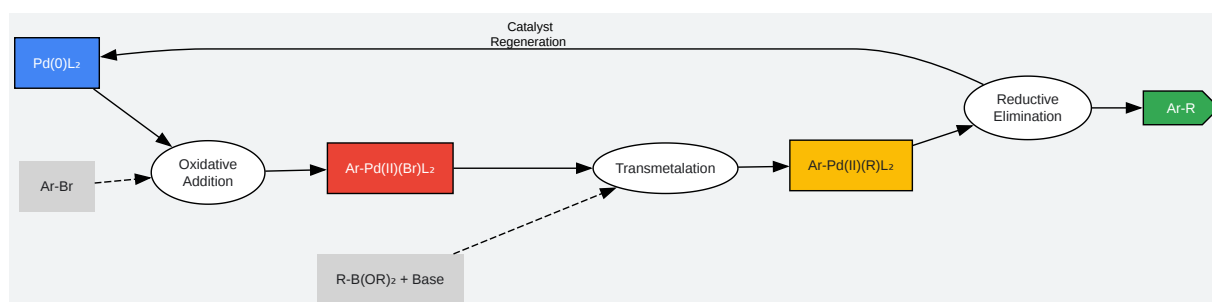 Catalyst
Regeneration
Pd(0)L₂
Reductive
Elimination
Ar-R
Oxidative
Addition
Ar-Pd(II)(Br)L₂
Transmetalation
Ar-Pd(II)(R)L₂
Ar-Br
R-B(OR)₂ + Base